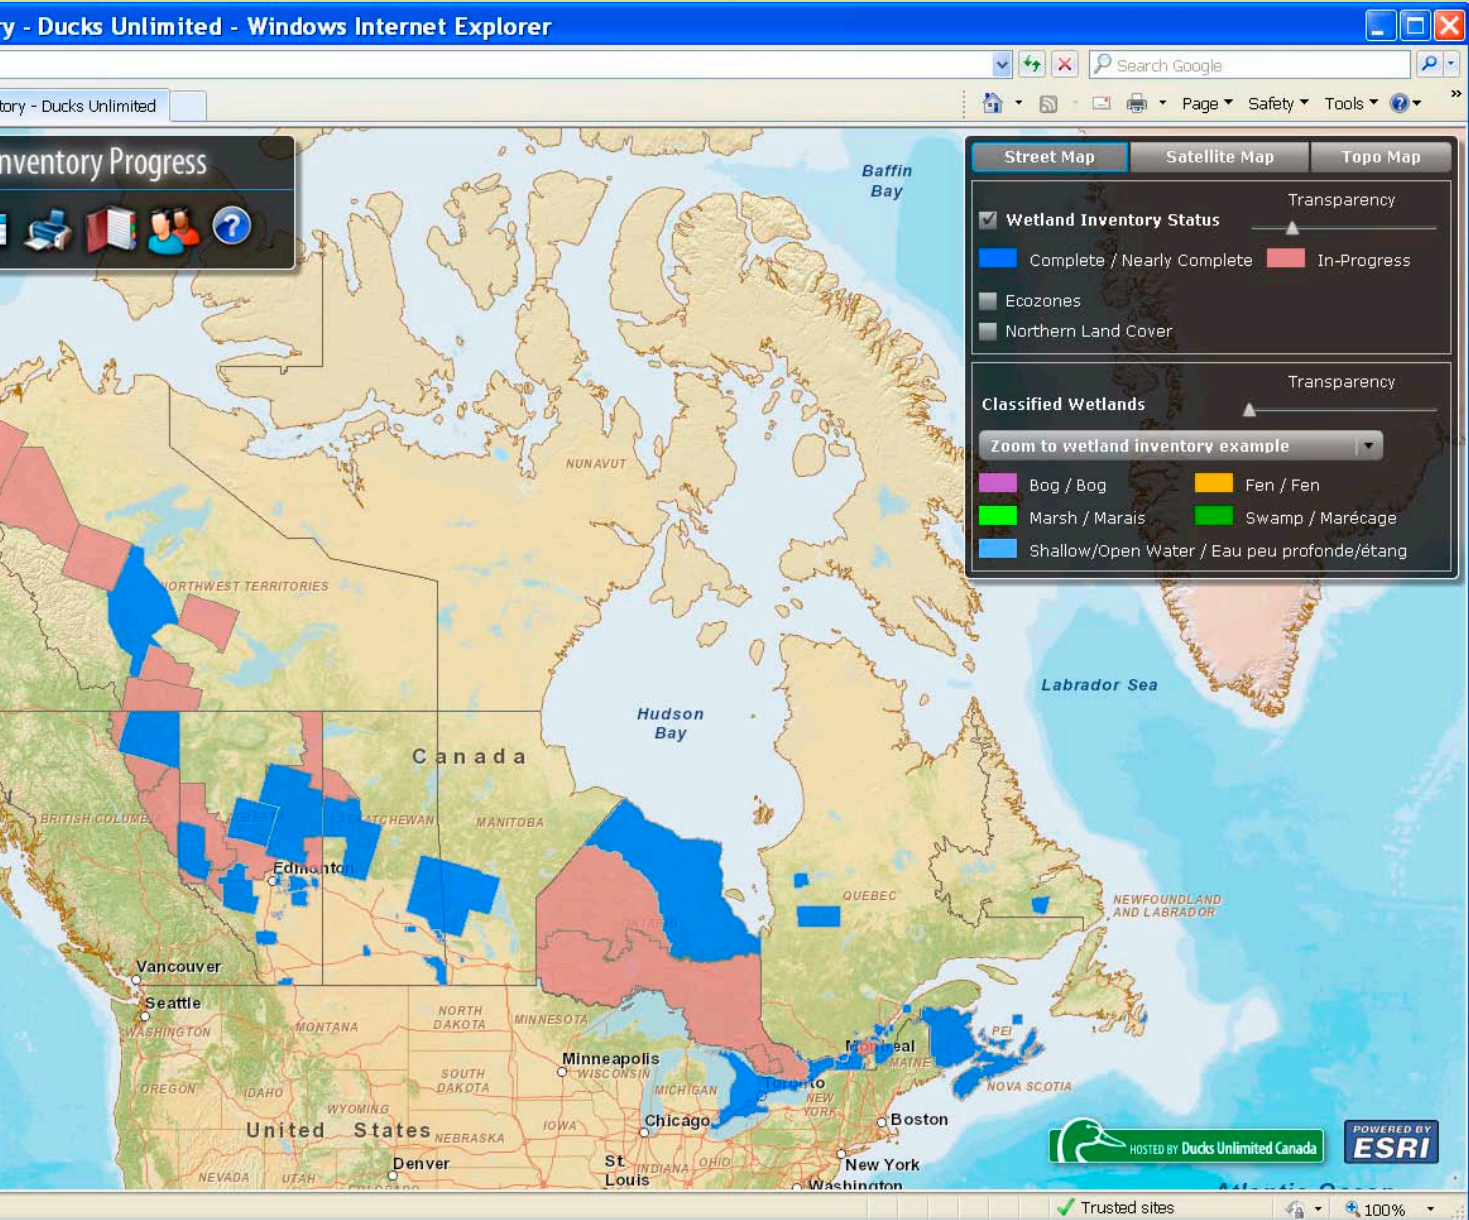 ry - Ducks Unlimited - Windows Internet Explorer
Search Google
tory - Ducks Unlimited
Page
Safety
Tools
»
nventory Progress
Street Map
Satellite Map
Topo Map
Transparency
Wetland Inventory Status
Complete / Nearly Complete
In-Progress
Ecozones
Northern Land Cover
Transparency
Classified Wetlands
Zoom to wetland inventory example
Bog / Bog
Fen / Fen
Marsh / Marais
Swamp / Marécage
Shallow/Open Water / Eau peu profonde/étang
Baffin
Bay
NUNAVUT
NORTHWEST TERRITORIES
Labrador Sea
Hudson
Bay
Canada
BRITISH COLUMB
ATCHEWAN
MANITOBA
Edmonton
QUEBEC
ONTARIO
NEWFOUNDLAND
AND LABRADOR
Vancouver
Seattle
WASHINGTON
MONTANA
NORTH
DAKOTA
MINNESOTA
Montreal
PEI
MAINE
Minneapolis
WISCONSIN
SOUTH
DAKOTA
MICHIGAN
Toronto
NOVA SCOTIA
OREGON
IDAHO
WYOMING
NEW
YORK
United States
NEBRASKA
IOWA
Chicago
Boston
Denver
St
Louis
INDIANA
OHIO
New York
NEVADA
UTAH
COLORADO
Washington
HOSTED BY Ducks Unlimited Canada
POWERED BY
ESRI
Atlantic Ocean
Trusted sites
100%